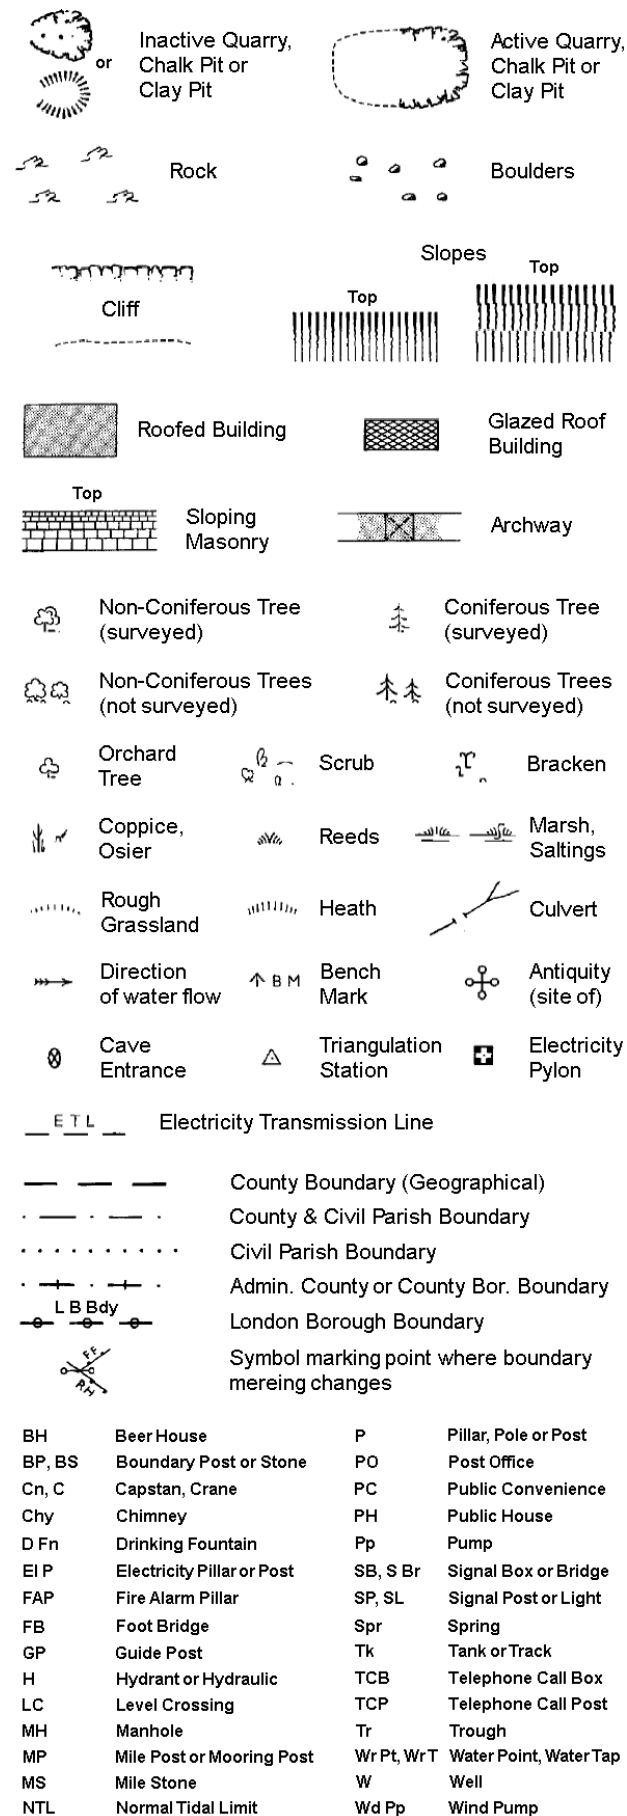 or
Inactive Quarry,
Chalk Pit or
Clay Pit
Active Quarry,
Chalk Pit or
Clay Pit
Rock
Boulders
Cliff
Slopes
Top
Top
Roofed Building
Glazed Roof
Building
Top
Sloping
Masonry
Archway
Non-Coniferous Tree
(surveyed)
Coniferous Tree
(surveyed)
Non-Coniferous Trees
(not surveyed)
Coniferous Trees
(not surveyed)
Orchard
Tree
Scrub
Bracken
Coppice,
Osier
Reeds
Marsh,
Saltings
Rough
Grassland
Heath
Culvert
Direction
of water flow
B M
Bench
Mark
Antiquity
(site of)
Cave
Entrance
Triangulation
Station
Electricity
Pylon
E T L
Electricity Transmission Line
County Boundary (Geographical)
County & Civil Parish Boundary
Civil Parish Boundary
Admin. County or County Bor. Boundary
L B Bdy
London Borough Boundary
FF
RH
Symbol marking point where boundary
mereing changes
BH Beer House
BP, BS Boundary Post or Stone
Cn, C Capstan, Crane
Chy Chimney
D Fn Drinking Fountain
El P Electricity Pillar or Post
FAP Fire Alarm Pillar
FB Foot Bridge
GP Guide Post
H Hydrant or Hydraulic
LC Level Crossing
MH Manhole
MP Mile Post or Mooring Post
MS Mile Stone
NTL Normal Tidal Limit
P Pillar, Pole or Post
PO Post Office
PC Public Convenience
PH Public House
Pp Pump
SB, S Br Signal Box or Bridge
SP, SL Signal Post or Light
Spr Spring
Tk Tank or Track
TCB Telephone Call Box
TCP Telephone Call Post
Tr Trough
Wr Pt, Wr T Water Point, Water Tap
W Well
Wd Pp Wind Pump